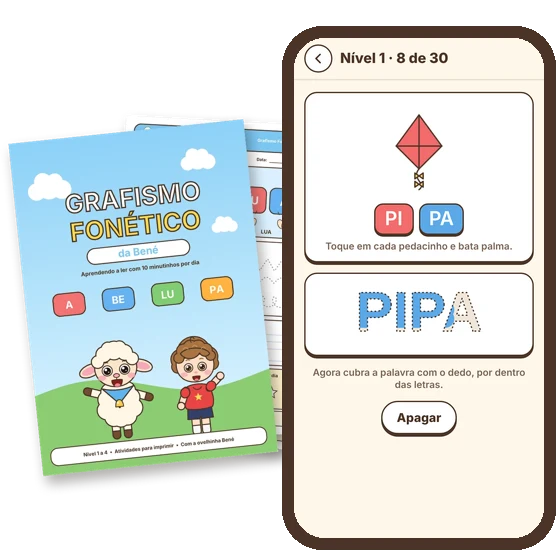 GRAFISMO
FONÉTICO
da Bené
Aprendendo a ler com 10 minutinhos por dia
A
BE
LU
PA
Nível 1 a 4 • Atividades para imprimir • Com a ovelhinha Bené
Data:
LUA
Nível 1 · 8 de 30
PI PA
Toque em cada pedacinho e bata palma.
PIPA
Agora cubra a palavra com o dedo, por dentro
das letras.
Apagar